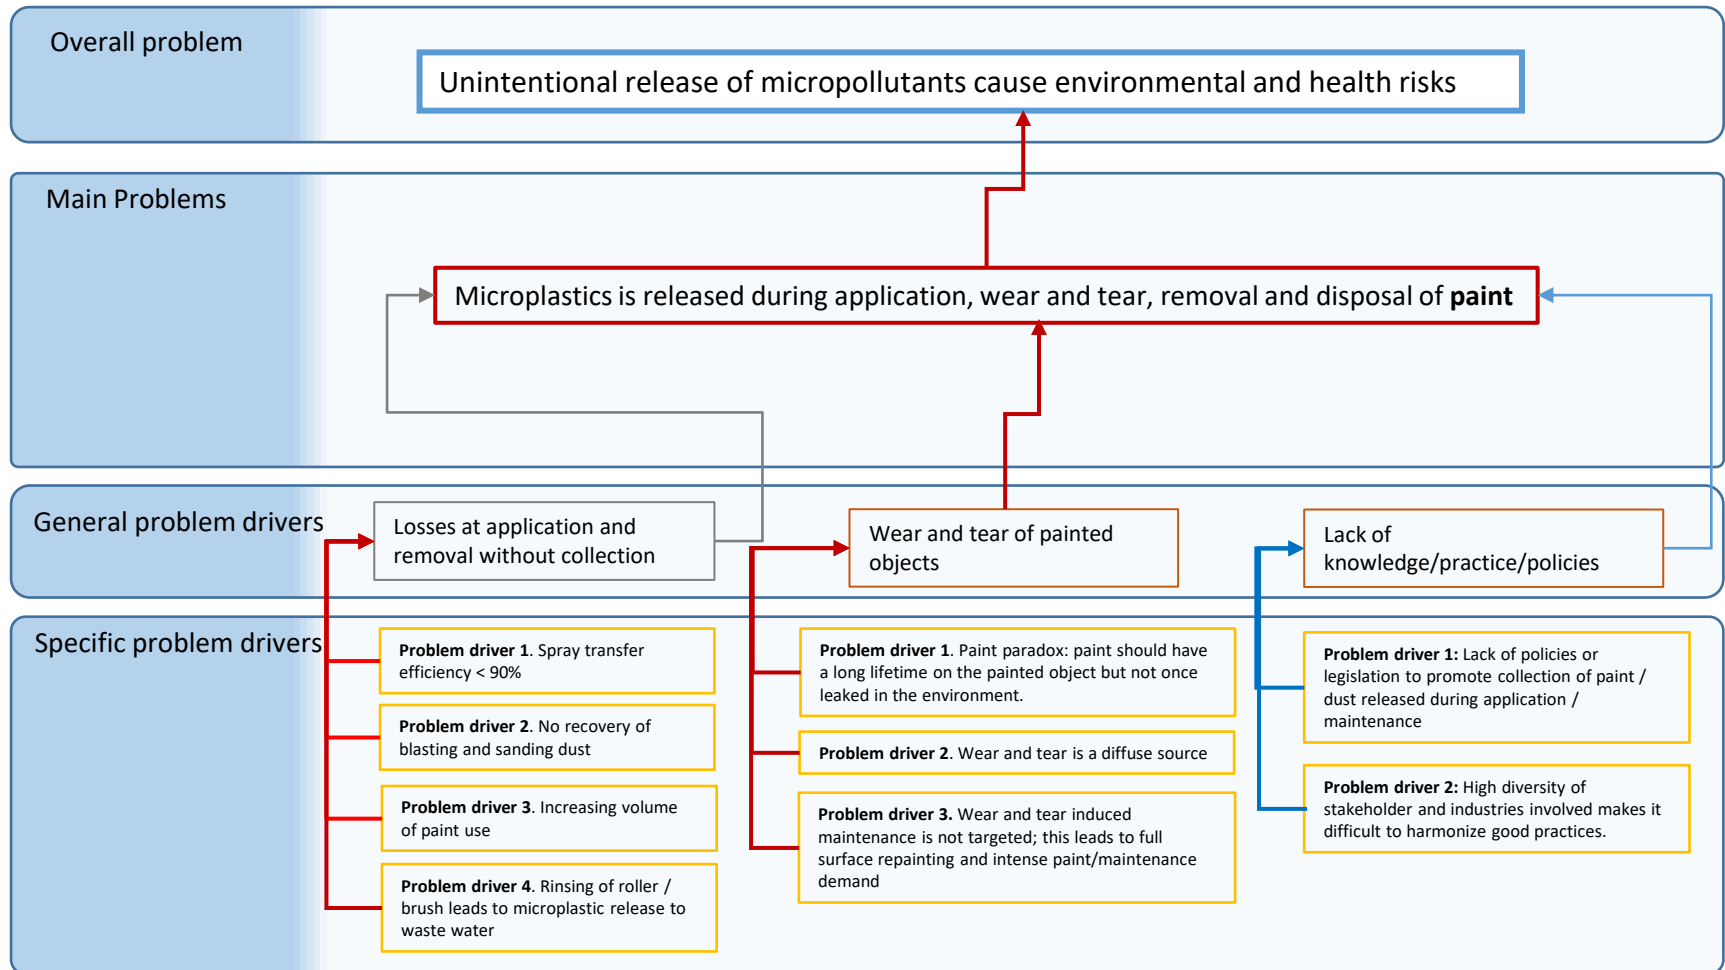 Overall problem
Unintentional release of micropollutants cause environmental and health risks
Main Problems
Microplastics is released during application, wear and tear, removal and disposal of paint
General problem drivers
Losses at application and
removal without collection
Wear and tear of painted
objects
Lack of
knowledge/practice/policies
Specific problem drivers
Problem driver 1. Spray transfer
efficiency < 90%
Problem driver 2. No recovery of
blasting and sanding dust
Problem driver 3. Increasing volume
of paint use
Problem driver 4. Rinsing of roller /
brush leads to microplastic release to
waste water
Problem driver 1. Paint paradox: paint should have
a long lifetime on the painted object but not once
leaked in the environment.
Problem driver 2. Wear and tear is a diffuse source
Problem driver 3. Wear and tear induced
maintenance is not targeted; this leads to full
surface repainting and intense paint/maintenance
demand
Problem driver 1: Lack of policies or
legislation to promote collection of paint /
dust released during application /
maintenance
Problem driver 2: High diversity of
stakeholder and industries involved makes it
difficult to harmonize good practices.